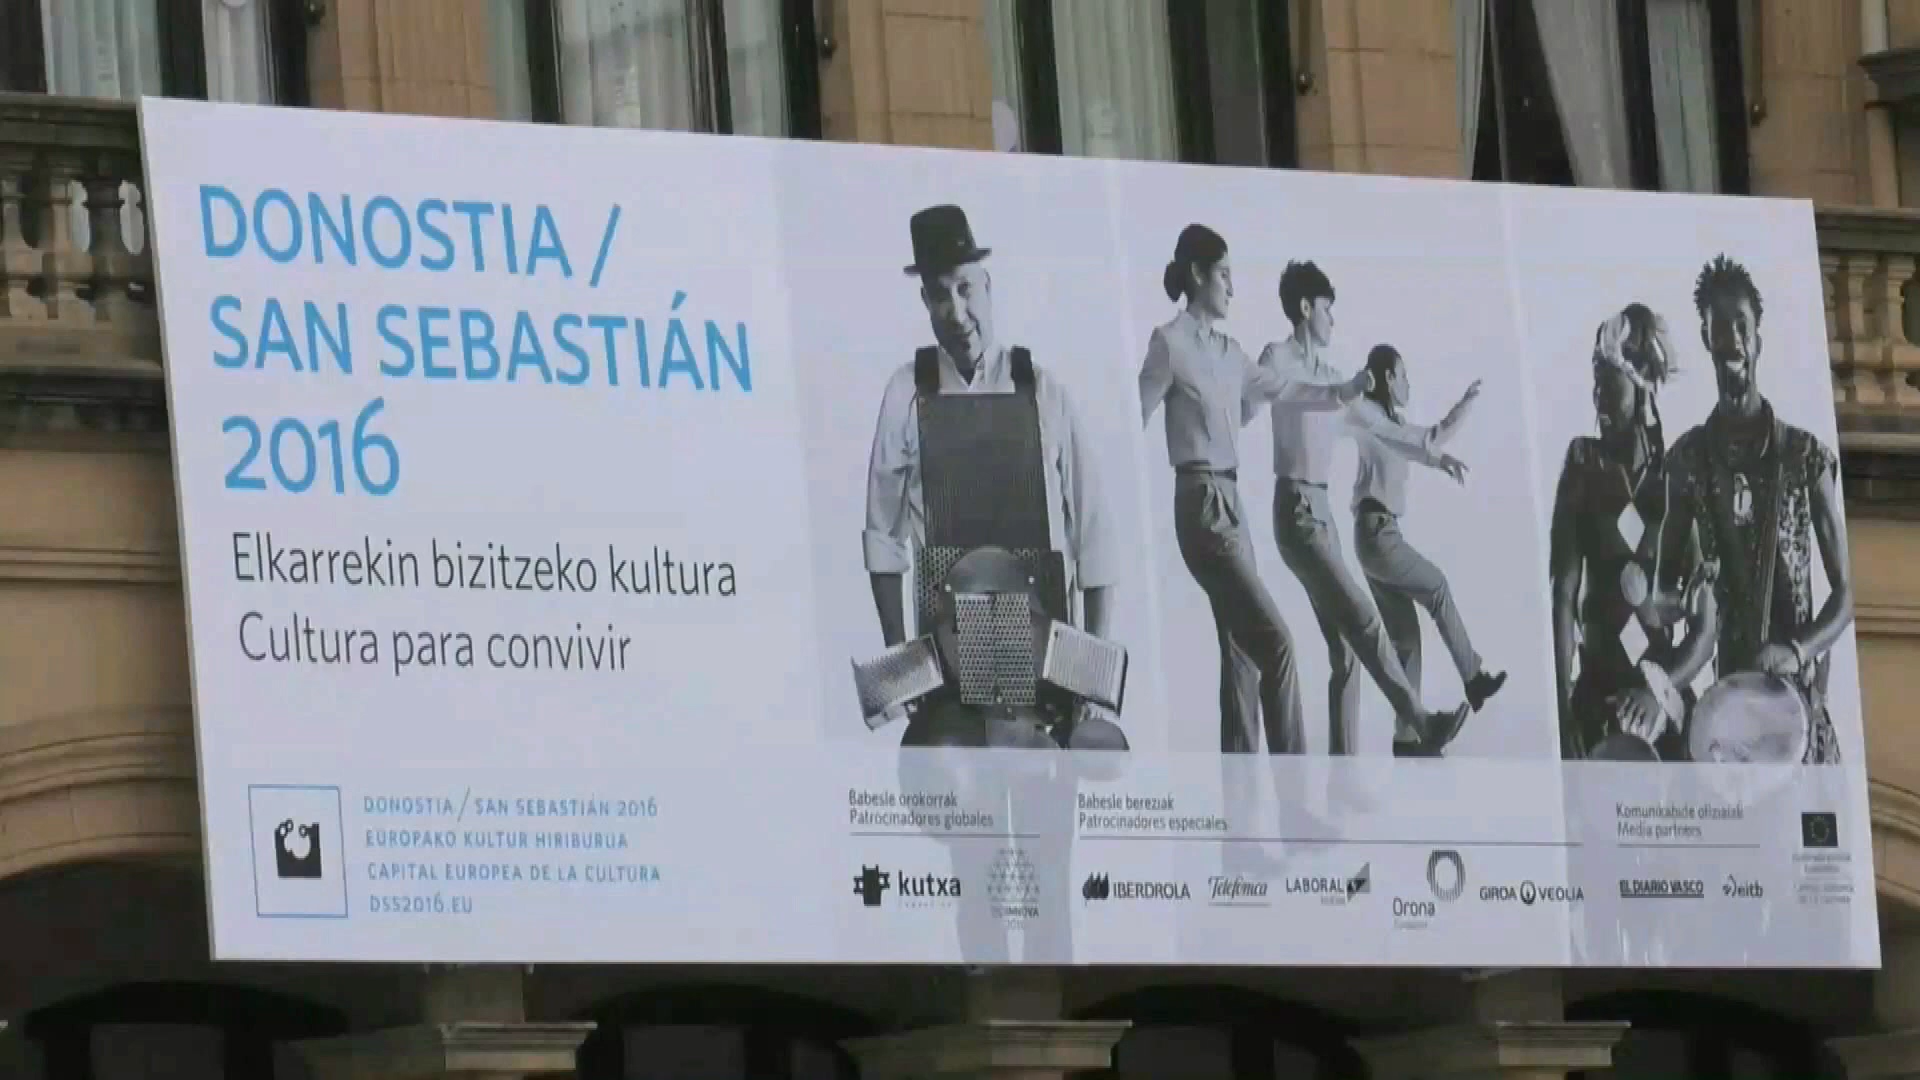 DONOSTIA /
SAN SEBASTIÁN
2016
Elkarrekin bizitzeko kultura
Cultura para convivir
DONOSTIA / SAN SEBASTIÁN 2016
EUROPAKO KULTUR HIRIBURUA
CAPITAL EUROPEA DE LA CULTURA
DSS2016.EU
Babesle orokorrak
Patrocinadores globales
kutxa
Babesle bereziak
Patrocinadores especiales
IBERDROLA
Telefónica
LABORAL
Orona
GIROA VEOLIA
Komunikabide ofizialak
Media partners
EL DIARIO VASCO
eitb